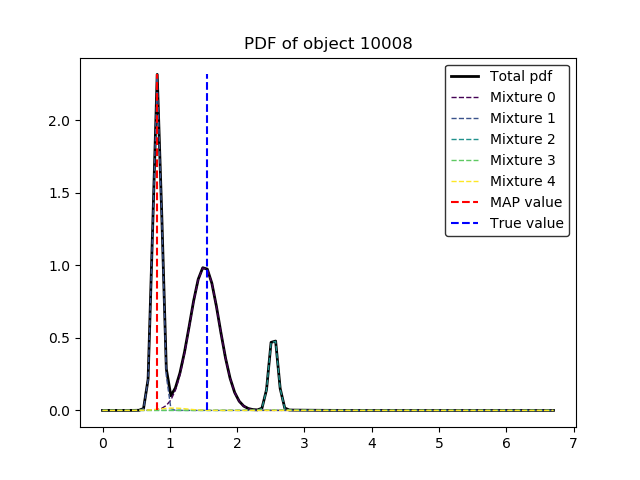 PDF of object 10008
Total pdf
Mixture 0
Mixture 1
Mixture 2
Mixture 3
Mixture 4
MAP value
True value
2.0
1.5
1.0
0.5
0.0
0 1 2 3 4 5 6 7